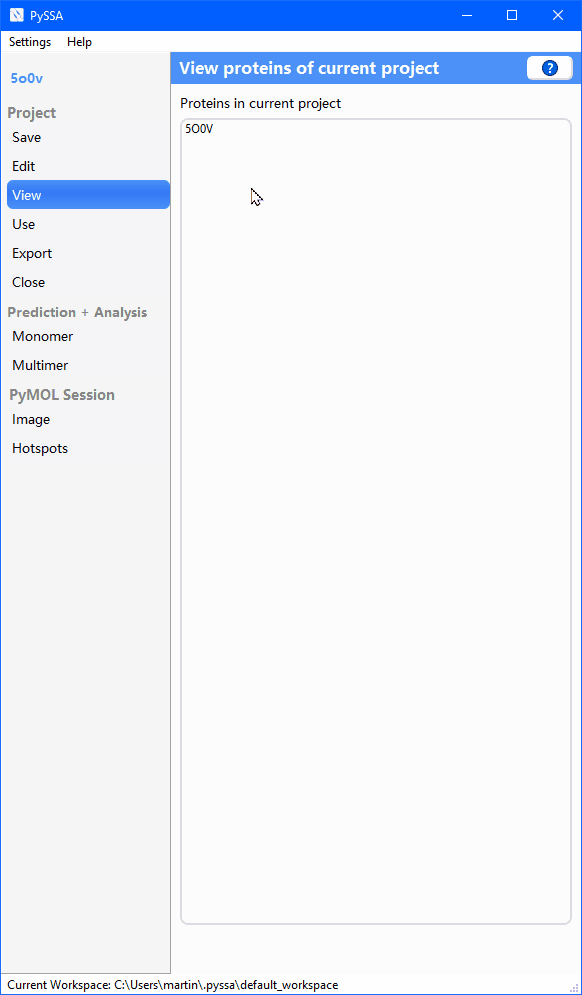 PySSA
Settings Help
5o0v
View proteins of current project
?
Project
Save
Edit
View
Use
Export
Close
Prediction + Analysis
Monomer
Multimer
PyMOL Session
Image
Hotspots
Proteins in current project
5O0V
Current Workspace: C:\Users\martin\.pyssa\default_workspace